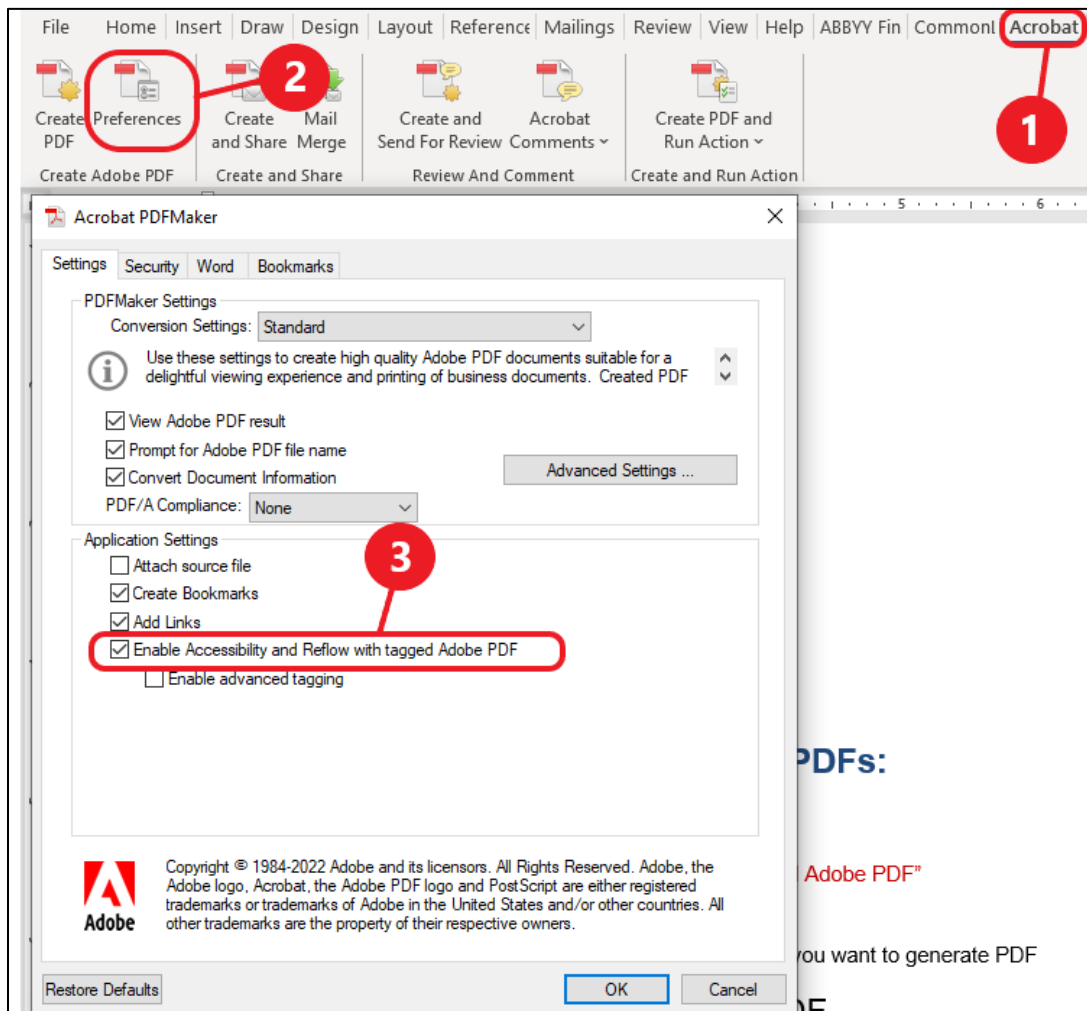 File Home Insert Draw Design Layout Reference Mailings Review View Help ABBYY Fin CommonL Acrobat
2
1
Create PDF
Preferences
Create and Share
Mail Merge
Create and Send For Review
Acrobat Comments
Create PDF and Run Action
Create Adobe PDF
Create and Share
Review And Comment
Create and Run Action
5 6
Acrobat PDFMaker
Settings Security Word Bookmarks
PDFMaker Settings
Conversion Settings: Standard
Use these settings to create high quality Adobe PDF documents suitable for a
delightful viewing experience and printing of business documents. Created PDF
View Adobe PDF result
Prompt for Adobe PDF file name
Convert Document Information
Advanced Settings ...
PDF/A Compliance: None
Application Settings
3
Attach source file
Create Bookmarks
Add Links
Enable Accessibility and Reflow with tagged Adobe PDF
Enable advanced tagging
PDFs:
Adobe PDF”
you want to generate PDF
Adobe
Copyright © 1984-2022 Adobe and its licensors. All Rights Reserved. Adobe, the
Adobe logo, Acrobat, the Adobe PDF logo and PostScript are either registered
trademarks or trademarks of Adobe in the United States and/or other countries. All
other trademarks are the property of their respective owners.
Restore Defaults
OK
Cancel